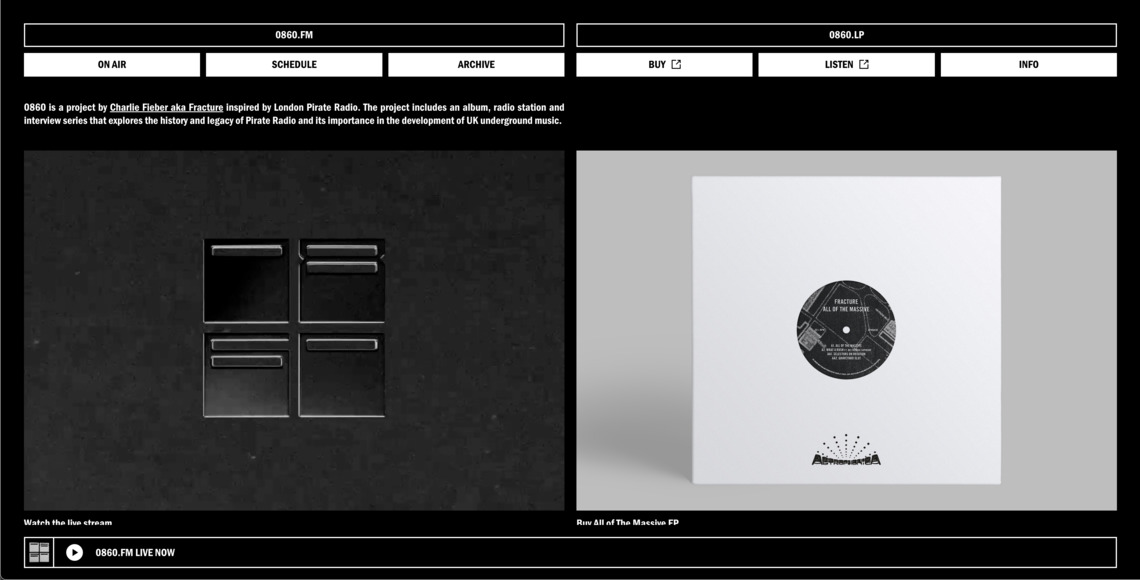 0860.FM
0860.LP
ON AIR
SCHEDULE
ARCHIVE
BUY
LISTEN
INFO
0860 is a project by Charlie Fieber aka Fracture inspired by London Pirate Radio. The project includes an album, radio station and
interview series that explores the history and legacy of Pirate Radio and its importance in the development of UK underground music.
FRACTURE
ALL OF THE MASSIVE
Watch the live stream
Buy All of The Massive EP
0860.FM LIVE NOW